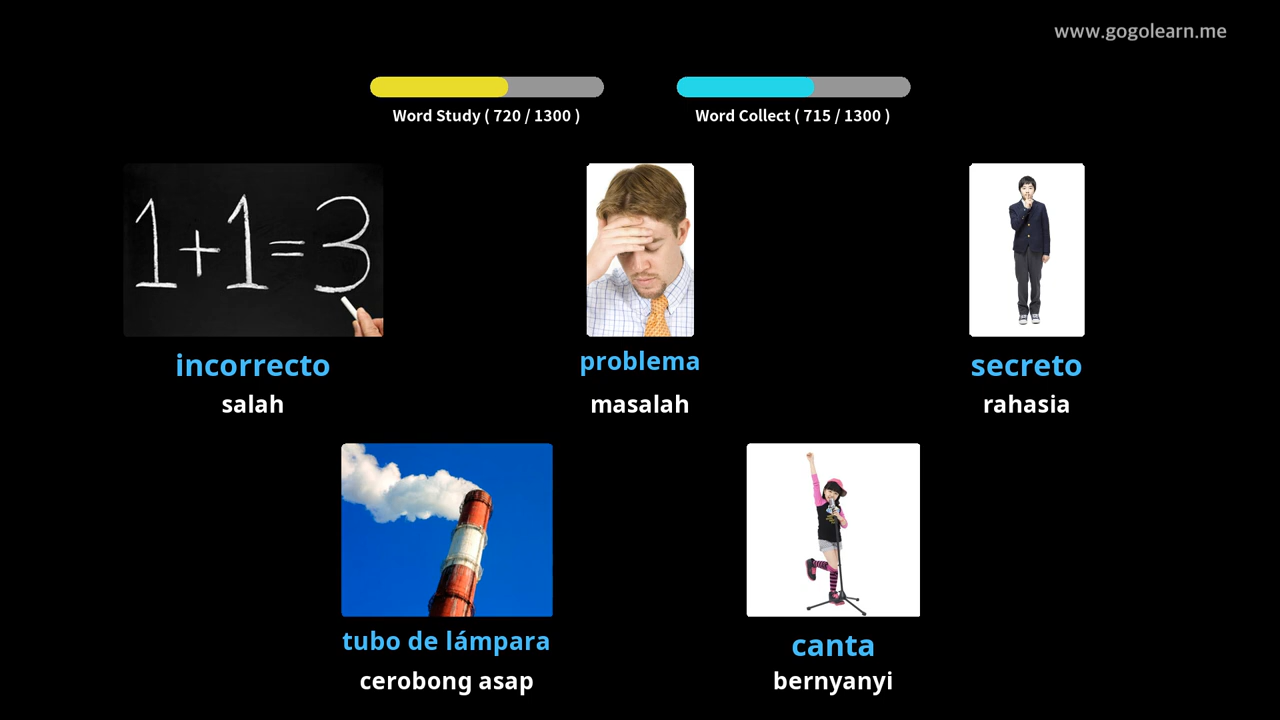 www.gogolearn.me
Word Study ( 720 / 1300 )
Word Collect ( 715 / 1300 )
1+1=3
incorrecto
salah
problema
masalah
secreto
rahasia
tubo de lámpara
cerobong asap
canta
bernyanyi